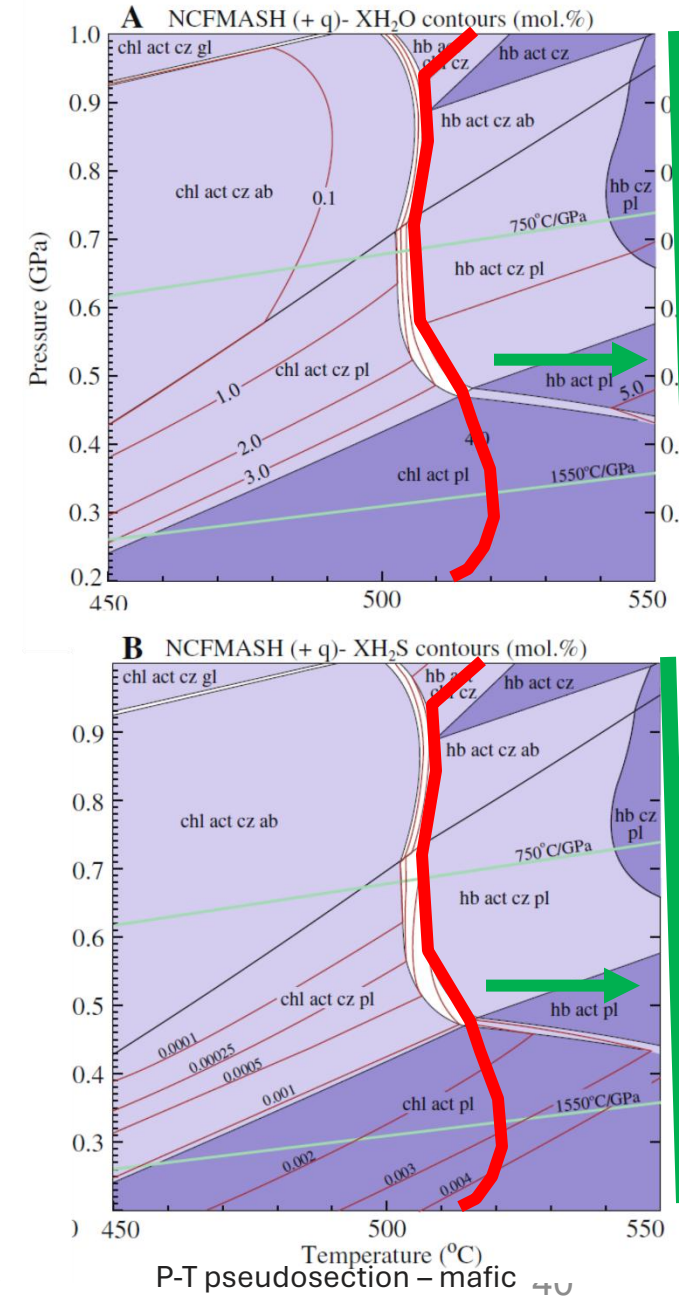 A NCFMASH (+ q)- XH₂O contours (mol.%)
Pressure (GPa)
1.0
0.9
0.8
0.7
0.6
0.5
0.4
0.3
0.2
450
500
550
chl act cz gl
hb act cz
hb act cz ab
chl act cz ab
0.1
hb cz
pl
750°C/GPa
hb act cz pl
chl act cz pl
hb act pl
5.0
1.0
2.0
3.0
chl act pl
1550°C/GPa
B NCFMASH (+ q)- XH₂S contours (mol.%)
0.9
0.8
0.7
0.6
0.5
0.4
0.3
450
500
550
chl act cz gl
hb act cz
hb act cz ab
chl act cz ab
hb cz
pl
750°C/GPa
hb act cz pl
chl act cz pl
hb act pl
0.0001
0.00025
0.0005
0.001
chl act pl
1550°C/GPa
0.002
0.003
0.004
Temperature (°C)
P-T pseudosection – mafic